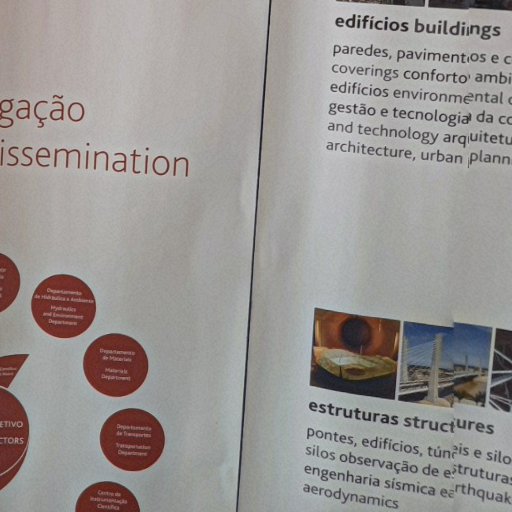 gação
issemination
Departamento
de Hidráulica e Ambiente
Hydraulics
and Environment
Department
Departamento
de Materiais
Materials
Department
ETIVO
CTORS
Departamento
de Transportes
Transportation
Department
Centro de
Instrumentação
Científica
edifícios buildings
paredes, pavimentos e c
coverings conforto ambi
edifícios environmental
gestão e tecnologia da co
and technology arquitetu
architecture, urban plann
estruturas structures
pontes, edifícios, túneis e silo
silos observação de estruturas
engenharia sísmica earthquak
aerodynamics